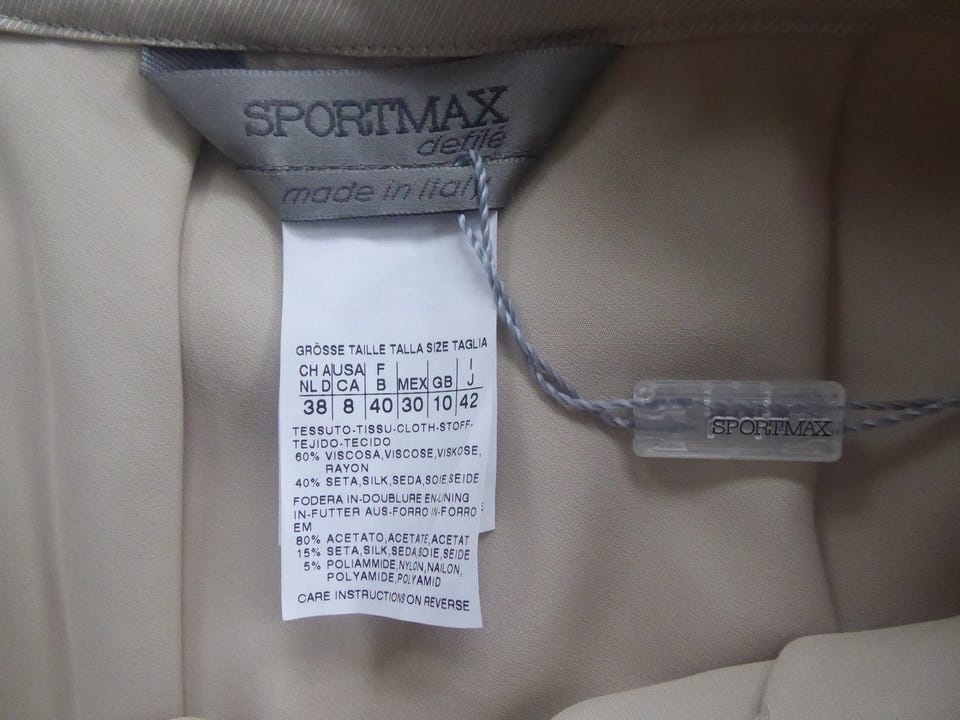 SPORTMAX
defilé
made in Italy
GRÖSSE TAILLE TALLA SIZE TAGLIA
CH A USA F I
NL D CA B MEX GB J
38 8 40 30 10 42
TESSUTO-TISSU-CLOTH-STOFF-
TEJIDO-TECIDO
60% VISCOSA,VISCOSE,VISKOSE,
RAYON
40% SETA,SILK,SEDA,SOIE,SEIDE
FODERA IN-DOUBLURE EN-LINING
IN-FUTTER AUS-FORRO IN-FORRO
EM
80% ACETATO,ACETATE,ACETAT
15% SETA,SILK,SEDA,SOIE,SEIDE
5% POLIAMMIDE,NYLON,NAILON,
POLYAMIDE,POLYAMID
CARE INSTRUCTIONS ON REVERSE
SPORTMAX